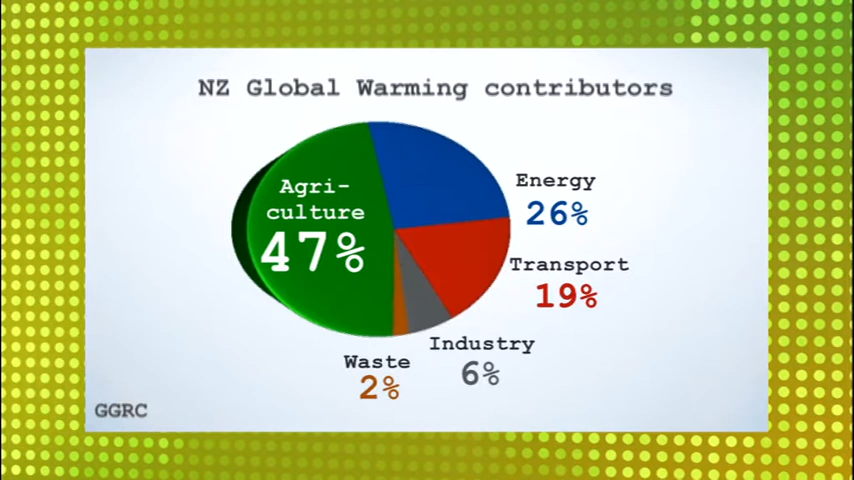 NZ Global Warming contributors
Agri-
culture
47%
Energy
26%
Transport
19%
Industry
6%
Waste
2%
GGRC